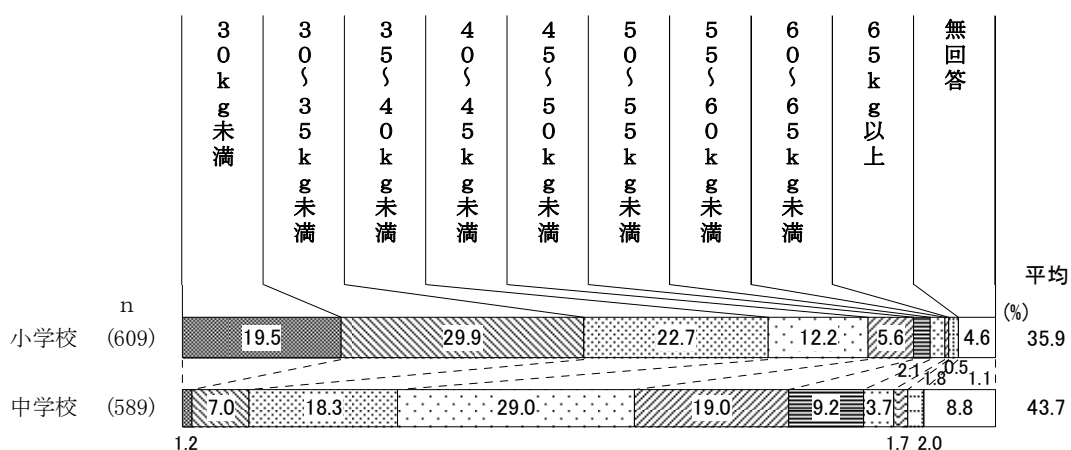 30kg未満
30～35kg未満
35～40kg未満
40～45kg未満
45～50kg未満
50～55kg未満
55～60kg未満
60～65kg未満
65kg以上
無回答
平均
n
(%)
小学校 (609) 19.5 29.9 22.7 12.2 5.6 4.6 35.9
2.1 1.8 0.5 1.1
中学校 (589) 7.0 18.3 29.0 19.0 9.2 3.7 8.8 43.7
1.2 1.7 2.0